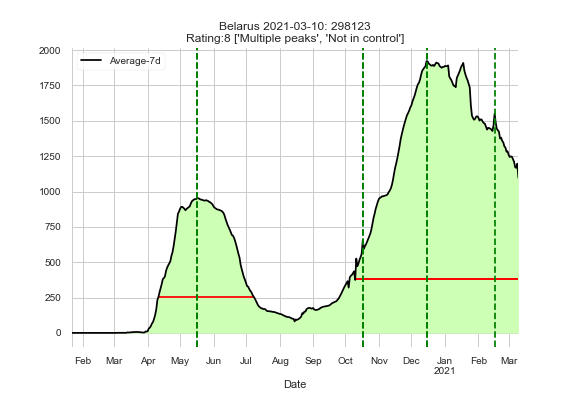 Belarus 2021-03-10: 298123
Rating:8 ['Multiple peaks', 'Not in control']
Average-7d
2000
1750
1500
1250
1000
750
500
250
0
Feb Mar Apr May Jun Jul Aug Sep Oct Nov Dec Jan Feb Mar
2021
Date